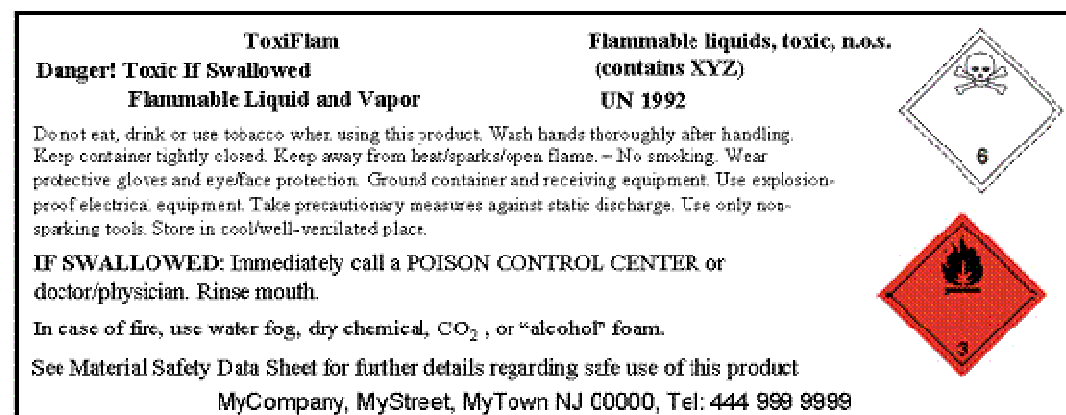 ToxiFlam
Flammable liquids, toxic, n.o.s.
Danger! Toxic If Swallowed
(contains XYZ)
Flammable Liquid and Vapor
UN 1992
Do not eat, drink or use tobacco when using this product. Wash hands thoroughly after handling.
Keep container tightly closed. Keep away from heat/sparks/open flame. – No smoking. Wear
protective gloves and eye/face protection. Ground container and receiving equipment. Use explosion-
proof electrical equipment. Take precautionary measures against static discharge. Use only non-
sparking tools. Store in cool/well-ventilated place.
IF SWALLOWED: Immediately call a POISON CONTROL CENTER or
doctor/physician. Rinse mouth.
In case of fire, use water fog, dry chemical, CO₂ , or “alcohol” foam.
See Material Safety Data Sheet for further details regarding safe use of this product
MyCompany, MyStreet, MyTown NJ 00000, Tel: 444 999 9999
6
3